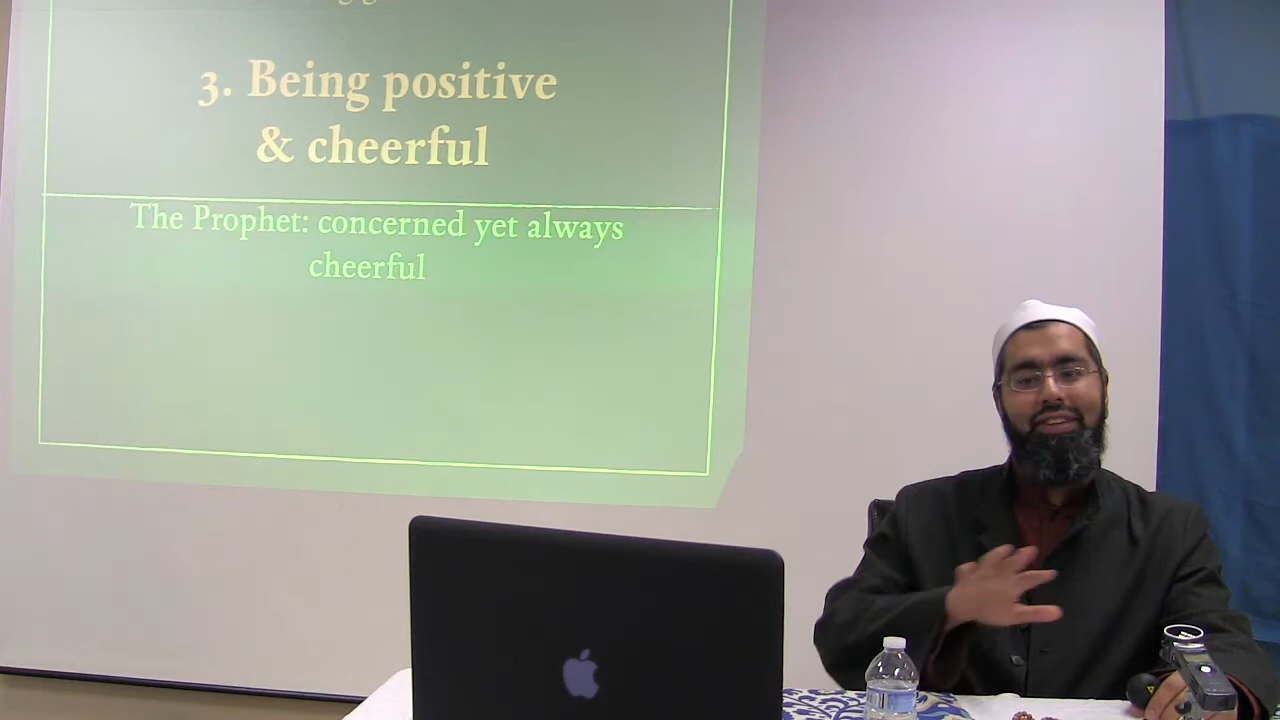 3. Being positive
& cheerful
The Prophet: concerned yet always
cheerful